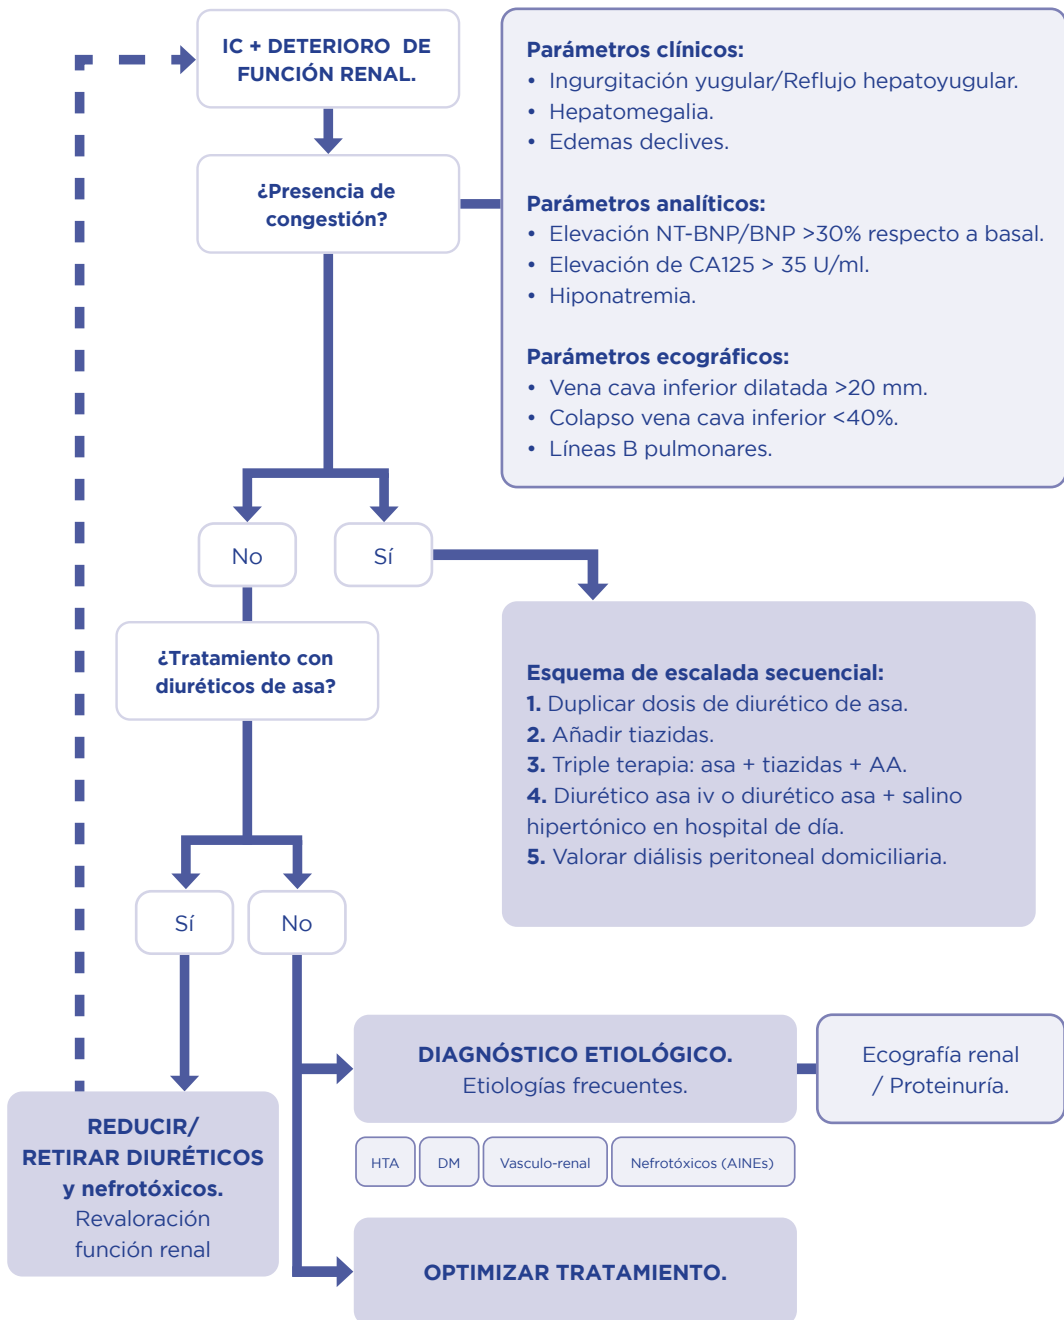 IC + DETERIORO DE
FUNCIÓN RENAL.
¿Presencia de
congestión?
Parámetros clínicos:
• Ingurgitación yugular/Reflujo hepatoyugular.
• Hepatomegalia.
• Edemas declives.
Parámetros analíticos:
• Elevación NT-BNP/BNP >30% respecto a basal.
• Elevación de CA125 > 35 U/ml.
• Hiponatremia.
Parámetros ecográficos:
• Vena cava inferior dilatada >20 mm.
• Colapso vena cava inferior <40%.
• Líneas B pulmonares.
No
Sí
¿Tratamiento con
diuréticos de asa?
Esquema de escalada secuencial:
1. Duplicar dosis de diurético de asa.
2. Añadir tiazidas.
3. Triple terapia: asa + tiazidas + AA.
4. Diurético asa iv o diurético asa + salino
hipertónico en hospital de día.
5. Valorar diálisis peritoneal domiciliaria.
Sí
No
REDUCIR/
RETIRAR DIURÉTICOS
y nefrotóxicos.
Revaloración
función renal
DIAGNÓSTICO ETIOLÓGICO.
Etiologías frecuentes.
Ecografía renal
/ Proteinuría.
HTA
DM
Vasculo-renal
Nefrotóxicos (AINEs)
OPTIMIZAR TRATAMIENTO.